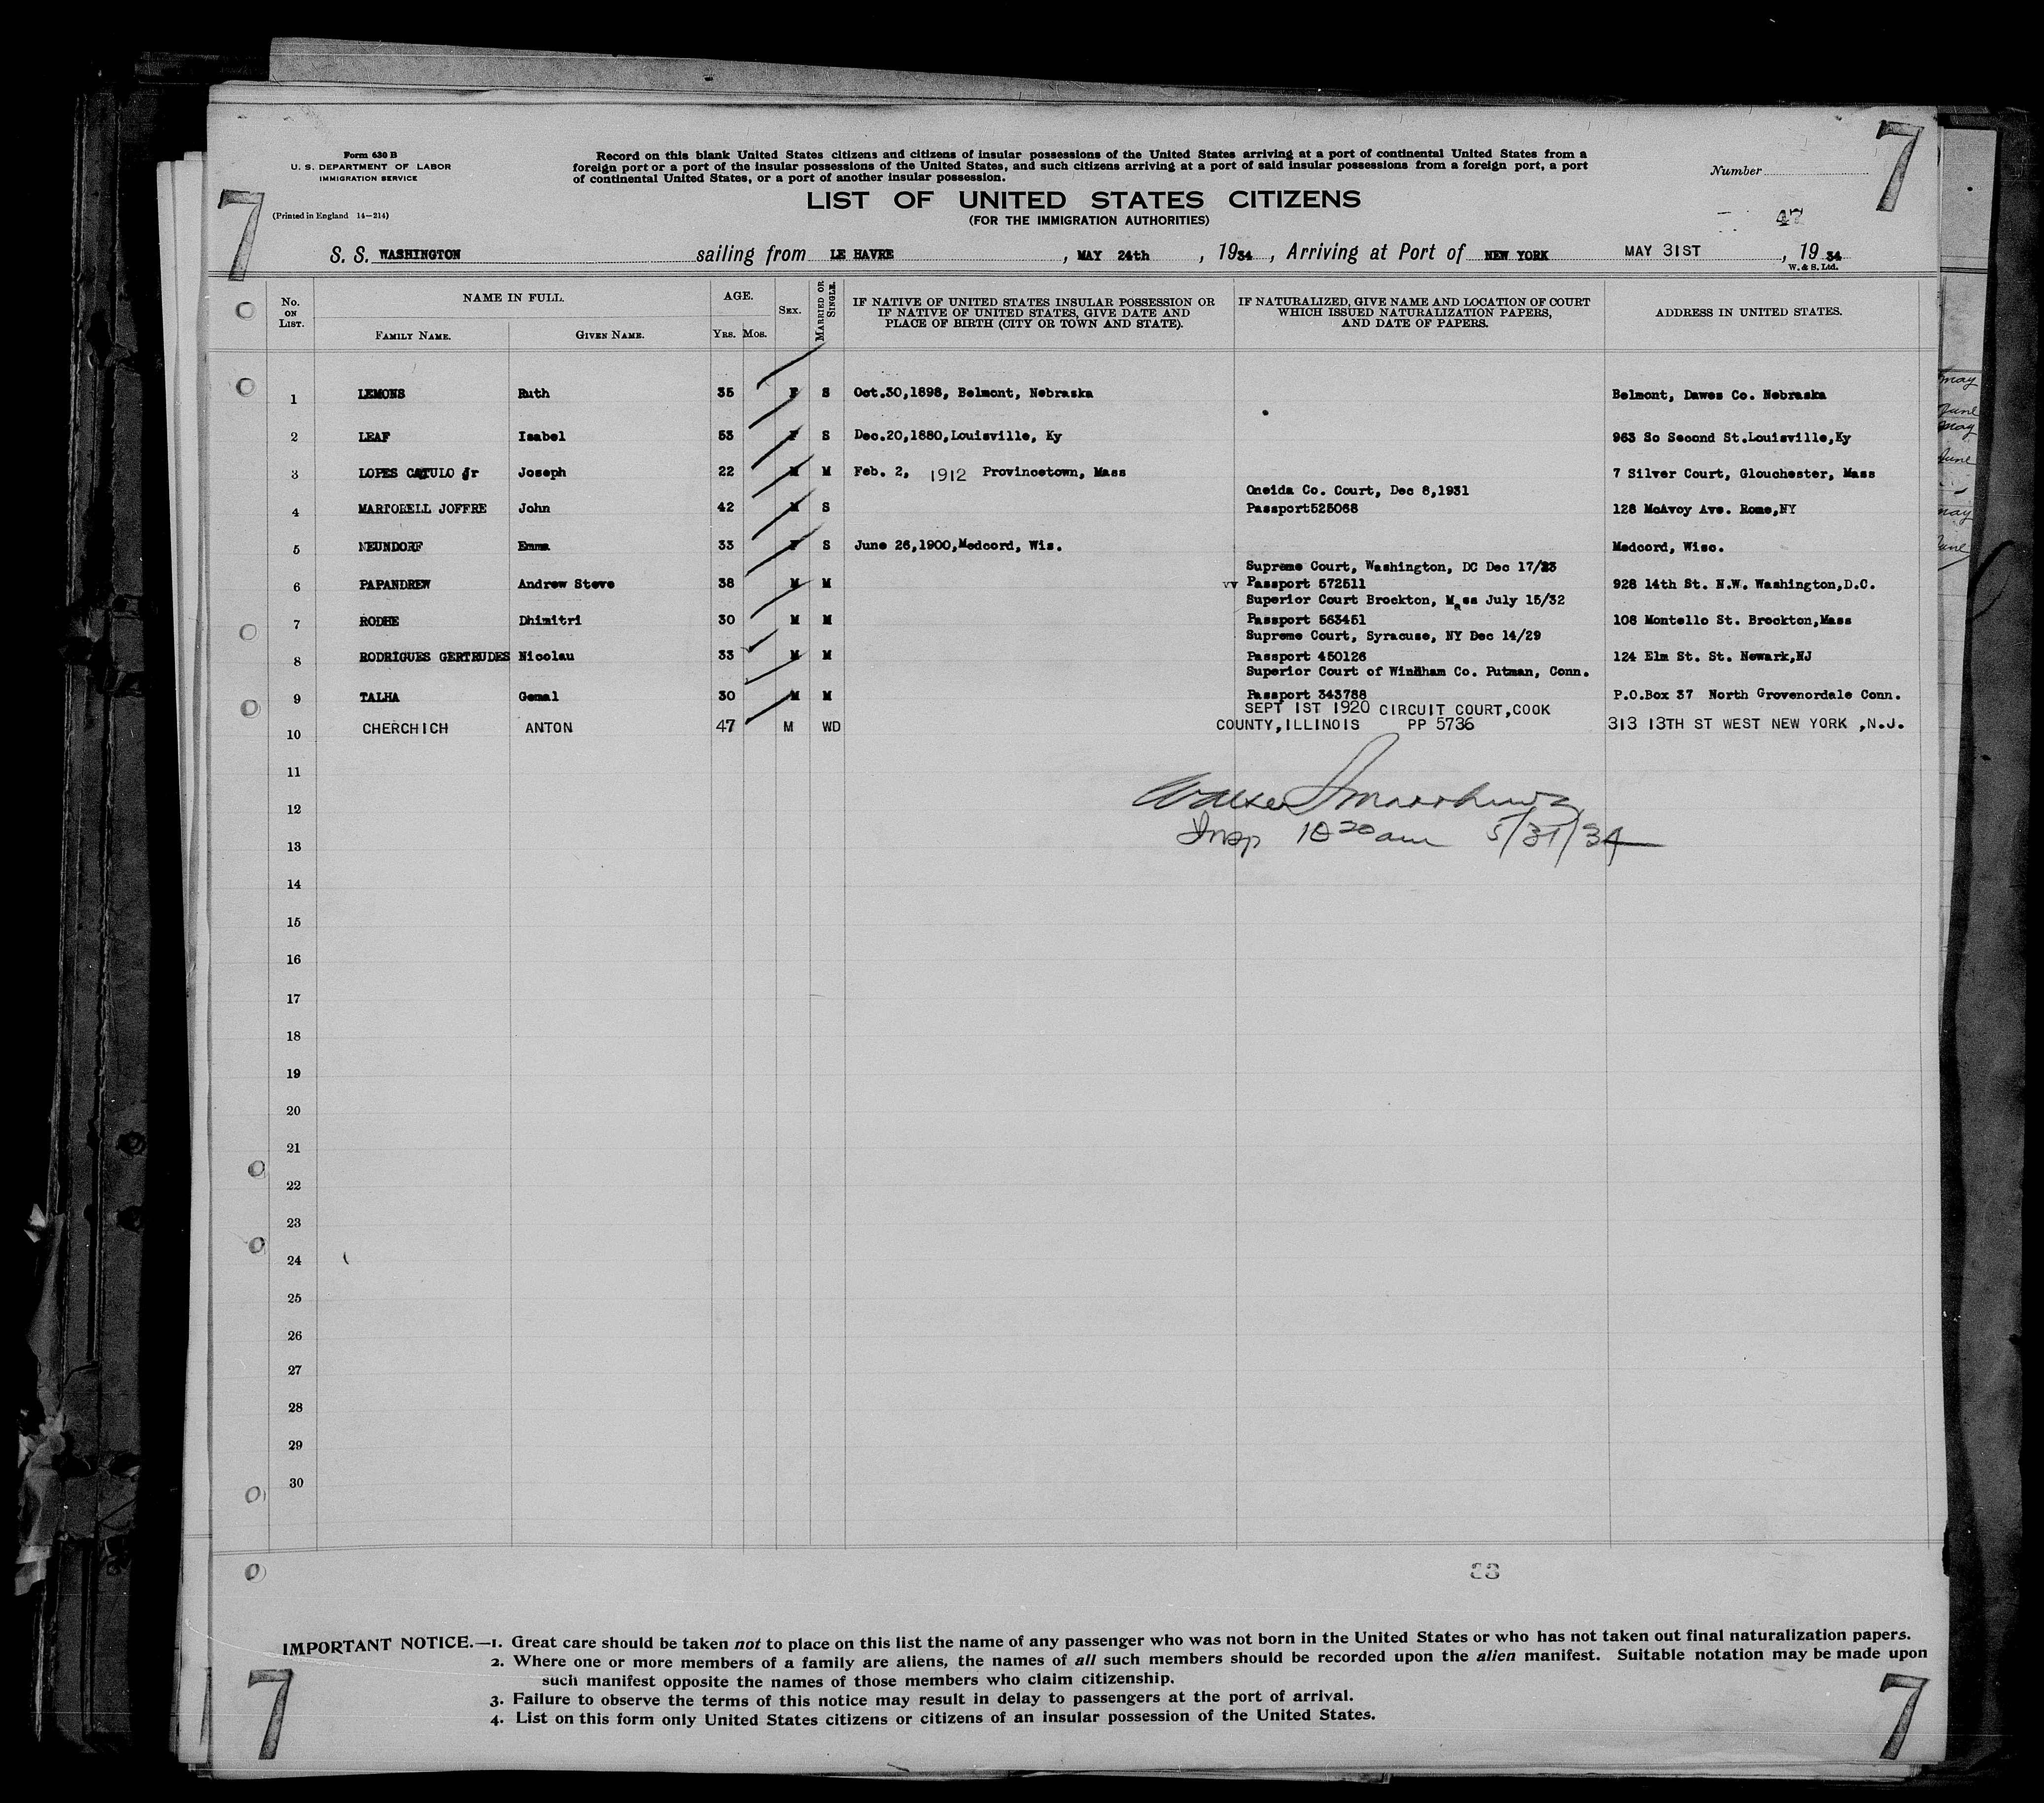 7
7
Form 630 B
U. S. DEPARTMENT OF LABOR
IMMIGRATION SERVICE
(Printed in England 14—214)
Record on this blank United States citizens and citizens of insular possessions of the United States arriving at a port of continental United States from a
foreign port or a port of the insular possessions of the United States, and such citizens arriving at a port of said insular possessions from a foreign port, a port
of continental United States, or a port of another insular possession.
Number
LIST OF UNITED STATES CITIZENS
(FOR THE IMMIGRATION AUTHORITIES)
47
S. S. WASHINGTON sailing from LE HAVRE , MAY 24th , 1934 , Arriving at Port of NEW YORK MAY 31ST , 1934
W. & S. Ltd.
No. ON LIST. NAME IN FULL. AGE. SEX. MARRIED OR SINGLE. IF NATIVE OF UNITED STATES INSULAR POSSESSION OR IF NATIVE OF UNITED STATES, GIVE DATE AND PLACE OF BIRTH (CITY OR TOWN AND STATE). IF NATURALIZED, GIVE NAME AND LOCATION OF COURT WHICH ISSUED NATURALIZATION PAPERS, AND DATE OF PAPERS. ADDRESS IN UNITED STATES.
FAMILY NAME. GIVEN NAME. YRS. MOS.
1 LEMONS Ruth 35 F S Oct.30,1898, Belmont, Nebraska Belmont, Dawes Co. Nebraska
2 LEAF Isabel 53 F S Dec.20,1880,Louisville, Ky 963 So Second St.Louisville,Ky
3 LOPES CATULO Jr Joseph 22 M M Feb. 2, 1912 Provincetown, Mass 7 Silver Court, Glouchester, Mass
Oneida Co. Court, Dec 8,1931
4 MARTORELL JOFFRE John 42 M S Passport525068 128 McAvoy Ave. Rome,NY
5 NEUNDORF Emma 33 F S June 26,1900,Medcord, Wis. Medcord, Wisc.
Supreme Court, Washington, DC Dec 17/23
6 PAPANDREW Andrew Steve 38 M M vv Passport 572511 928 14th St. N.W. Washington,D.C.
Superior Court Brockton, Mass July 15/32
7 RODHE Dhimitri 30 M M Passport 563451 108 Montello St. Brockton,Mass
Supreme Court, Syracuse, NY Dec 14/29
8 RODRIGUES GERTRUDES Nicolau 33 M M Passport 450126 124 Elm St. St. Newark,NJ
Superior Court of Windham Co. Putman, Conn.
9 TALHA Gemal 30 M M Passport 343788 P.O.Box 37 North Grovenordale Conn.
SEPT 1ST 1920 CIRCUIT COURT,COOK
10 CHERCHICH ANTON 47 M WD COUNTY,ILLINOIS PP 5736 313 13TH ST WEST NEW YORK ,N.J.
11
12 Walter
13 Insp 10 20 am 5/31/34
14
15
16
17
18
19
20
21
22
23
24
25
26
27
28
29
30
IMPORTANT NOTICE.—1. Great care should be taken not to place on this list the name of any passenger who was not born in the United States or who has not taken out final naturalization papers.
2. Where one or more members of a family are aliens, the names of all such members should be recorded upon the alien manifest. Suitable notation may be made upon
such manifest opposite the names of those members who claim citizenship.
3. Failure to observe the terms of this notice may result in delay to passengers at the port of arrival.
4. List on this form only United States citizens or citizens of an insular possession of the United States.
7
7
may
June
may
June
may
June